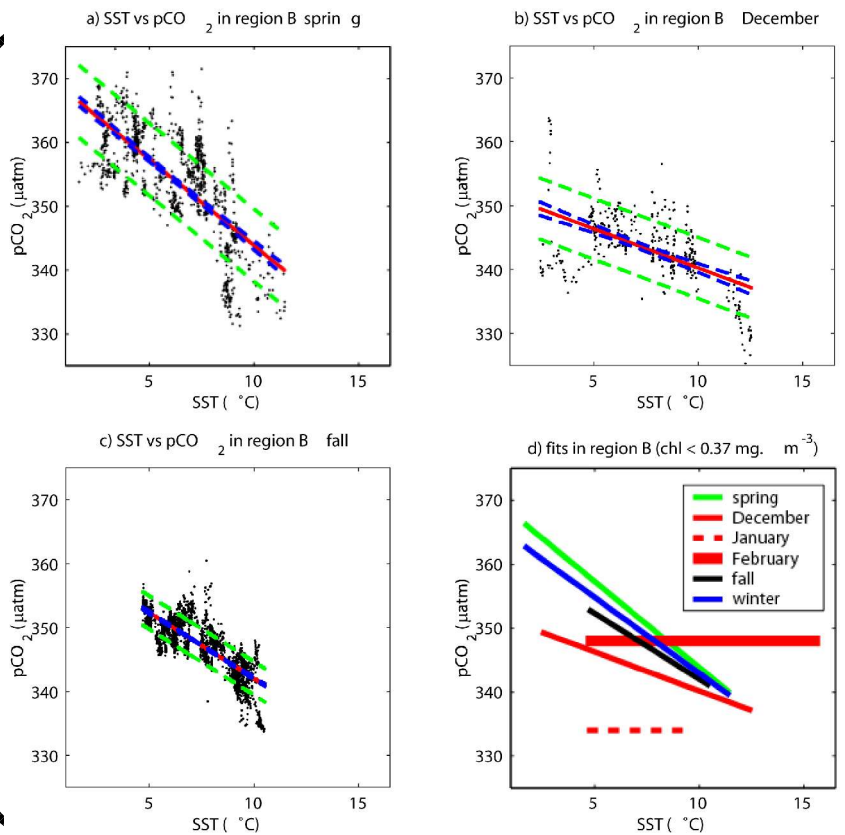 a) SST vs pCO 2 in region B sprin g
370
360
350
340
330
pCO 2 (μatm)
5 10 15
SST ( °C)
b) SST vs pCO 2 in region B December
370
360
350
340
330
pCO 2 (μatm)
5 10 15
SST ( °C)
c) SST vs pCO 2 in region B fall
370
360
350
340
330
pCO 2 (μatm)
5 10 15
SST ( °C)
d) fits in region B (chl < 0.37 mg. m-3)
370
360
350
340
330
pCO 2 (μatm)
spring
December
January
February
fall
winter
5 10 15
SST ( °C)